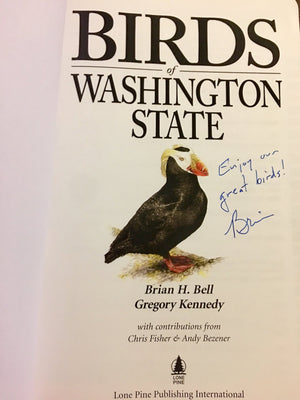 BIRDS
of
WASHINGTON
STATE
Enjoy our
great birds!
Brian
Brian H. Bell
Gregory Kennedy
with contributions from
Chris Fisher & Andy Bezener
LONE
PINE
Lone Pine Publishing International